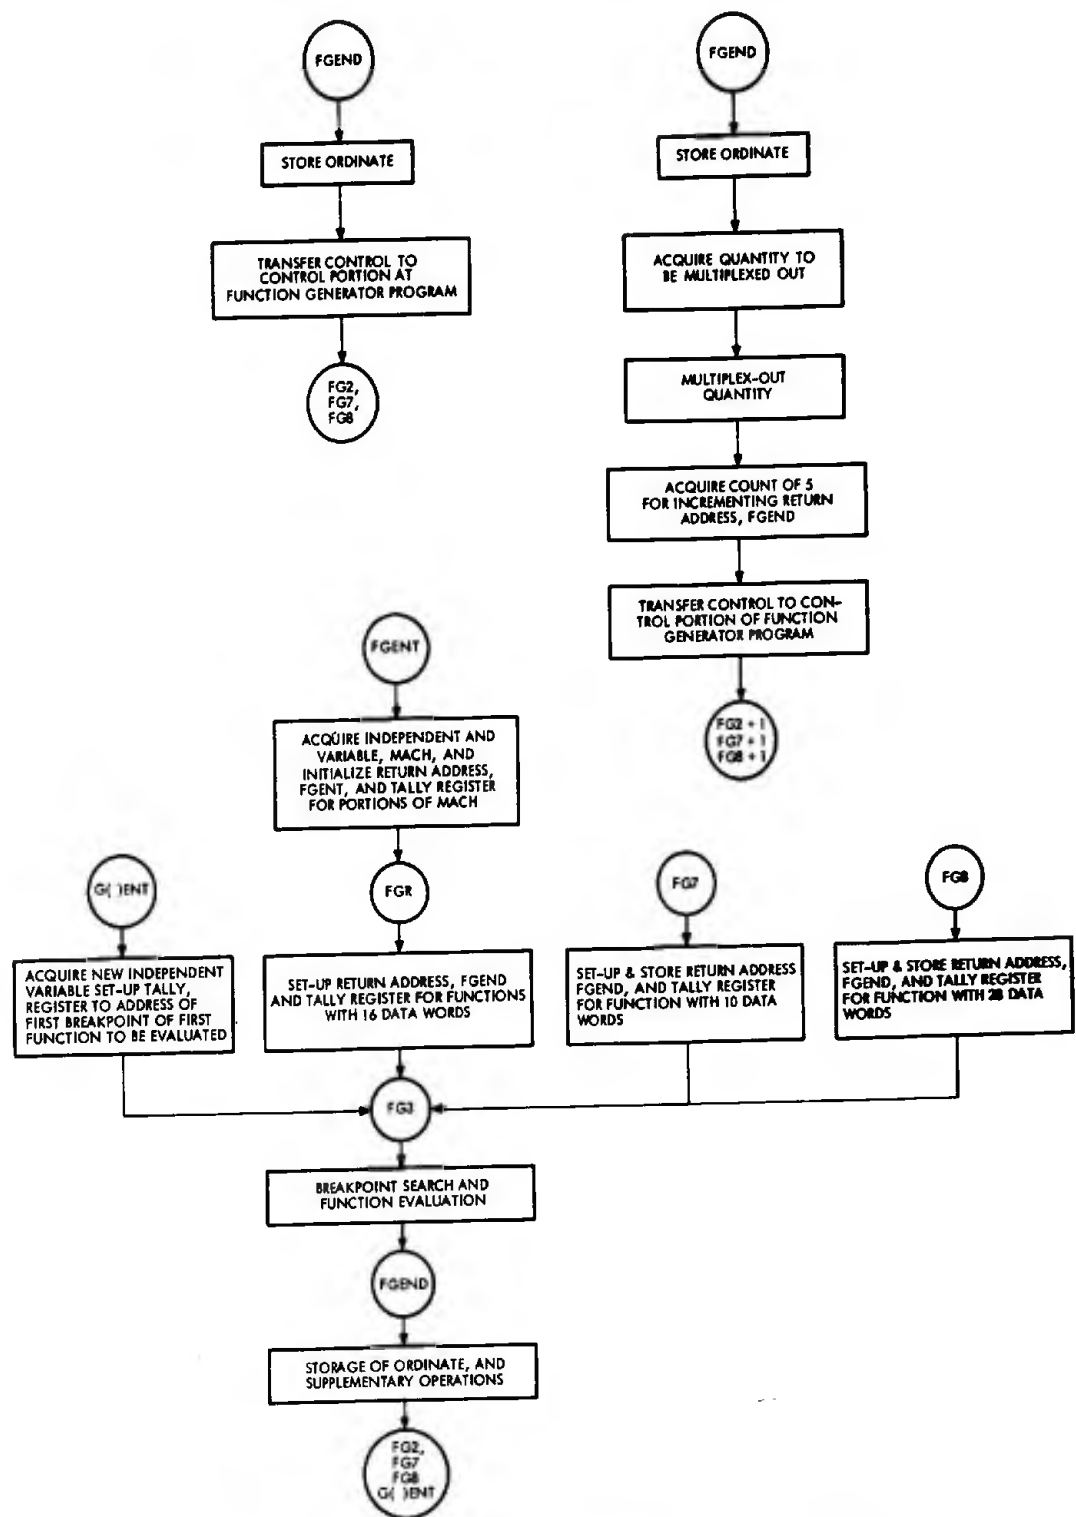 FGEND
STORE ORDINATE
TRANSFER CONTROL TO
CONTROL PORTION AT
FUNCTION GENERATOR PROGRAM
FG2,
FG7,
FG8
FGEND
STORE ORDINATE
ACQUIRE QUANTITY TO
BE MULTIPLEXED OUT
MULTIPLEX-OUT
QUANTITY
ACQUIRE COUNT OF 5
FOR INCREMENTING RETURN
ADDRESS, FGEND
TRANSFER CONTROL TO CON-
TROL PORTION OF FUNCTION
GENERATOR PROGRAM
FG2 + 1
FG7 + 1
FG8 + 1
FGENT
ACQUIRE INDEPENDENT AND
VARIABLE, MACH, AND
INITIALIZE RETURN ADDRESS,
FGENT, AND TALLY REGISTER
FOR PORTIONS OF MACH
G( )ENT
ACQUIRE NEW INDEPENDENT
VARIABLE SET-UP TALLY,
REGISTER TO ADDRESS OF
FIRST BREAKPOINT OF FIRST
FUNCTION TO BE EVALUATED
FGR
SET-UP RETURN ADDRESS, FGEND
AND TALLY REGISTER FOR FUNCTIONS
WITH 16 DATA WORDS
FG7
SET-UP & STORE RETURN ADDRESS
FGEND, AND TALLY REGISTER
FOR FUNCTION WITH 10 DATA
WORDS
FG8
SET-UP & STORE RETURN ADDRESS,
FGEND, AND TALLY REGISTER
FOR FUNCTION WITH 28 DATA
WORDS
FG3
BREAKPOINT SEARCH AND
FUNCTION EVALUATION
FGEND
STORAGE OF ORDINATE, AND
SUPPLEMENTARY OPERATIONS
FG2,
FG7
FG8
G( )ENT